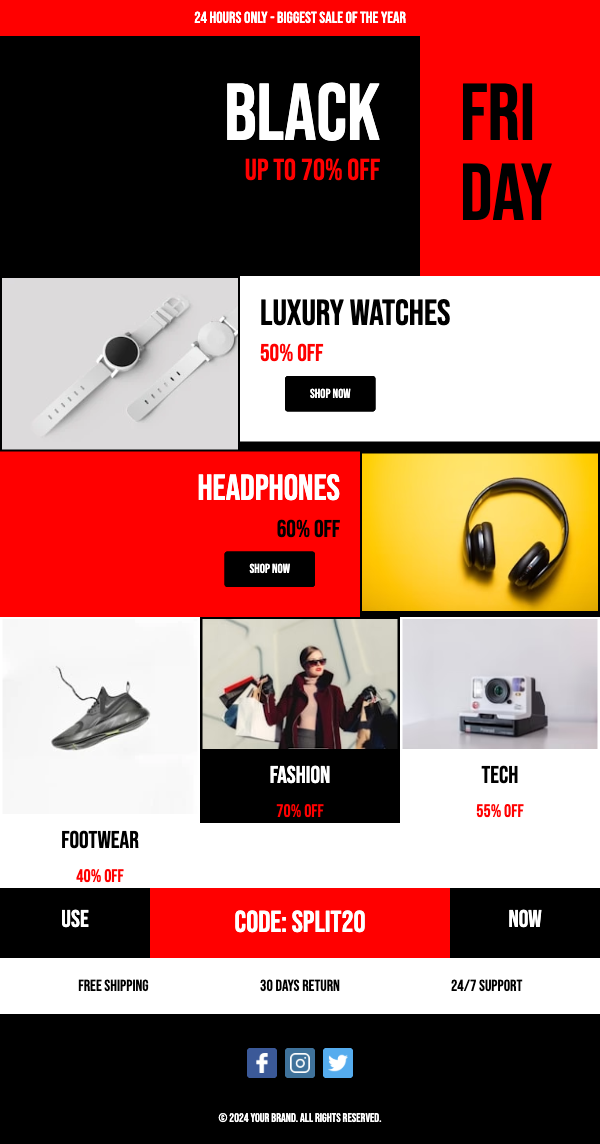 24 HOURS ONLY - BIGGEST SALE OF THE YEAR
BLACK
UP TO 70% OFF
FRI
DAY
LUXURY WATCHES
50% OFF
SHOP NOW
HEADPHONES
60% OFF
SHOP NOW
FOOTWEAR
40% OFF
FASHION
70% OFF
TECH
55% OFF
USE
CODE: SPLIT20
NOW
FREE SHIPPING
30 DAYS RETURN
24/7 SUPPORT
© 2024 YOUR BRAND. ALL RIGHTS RESERVED.